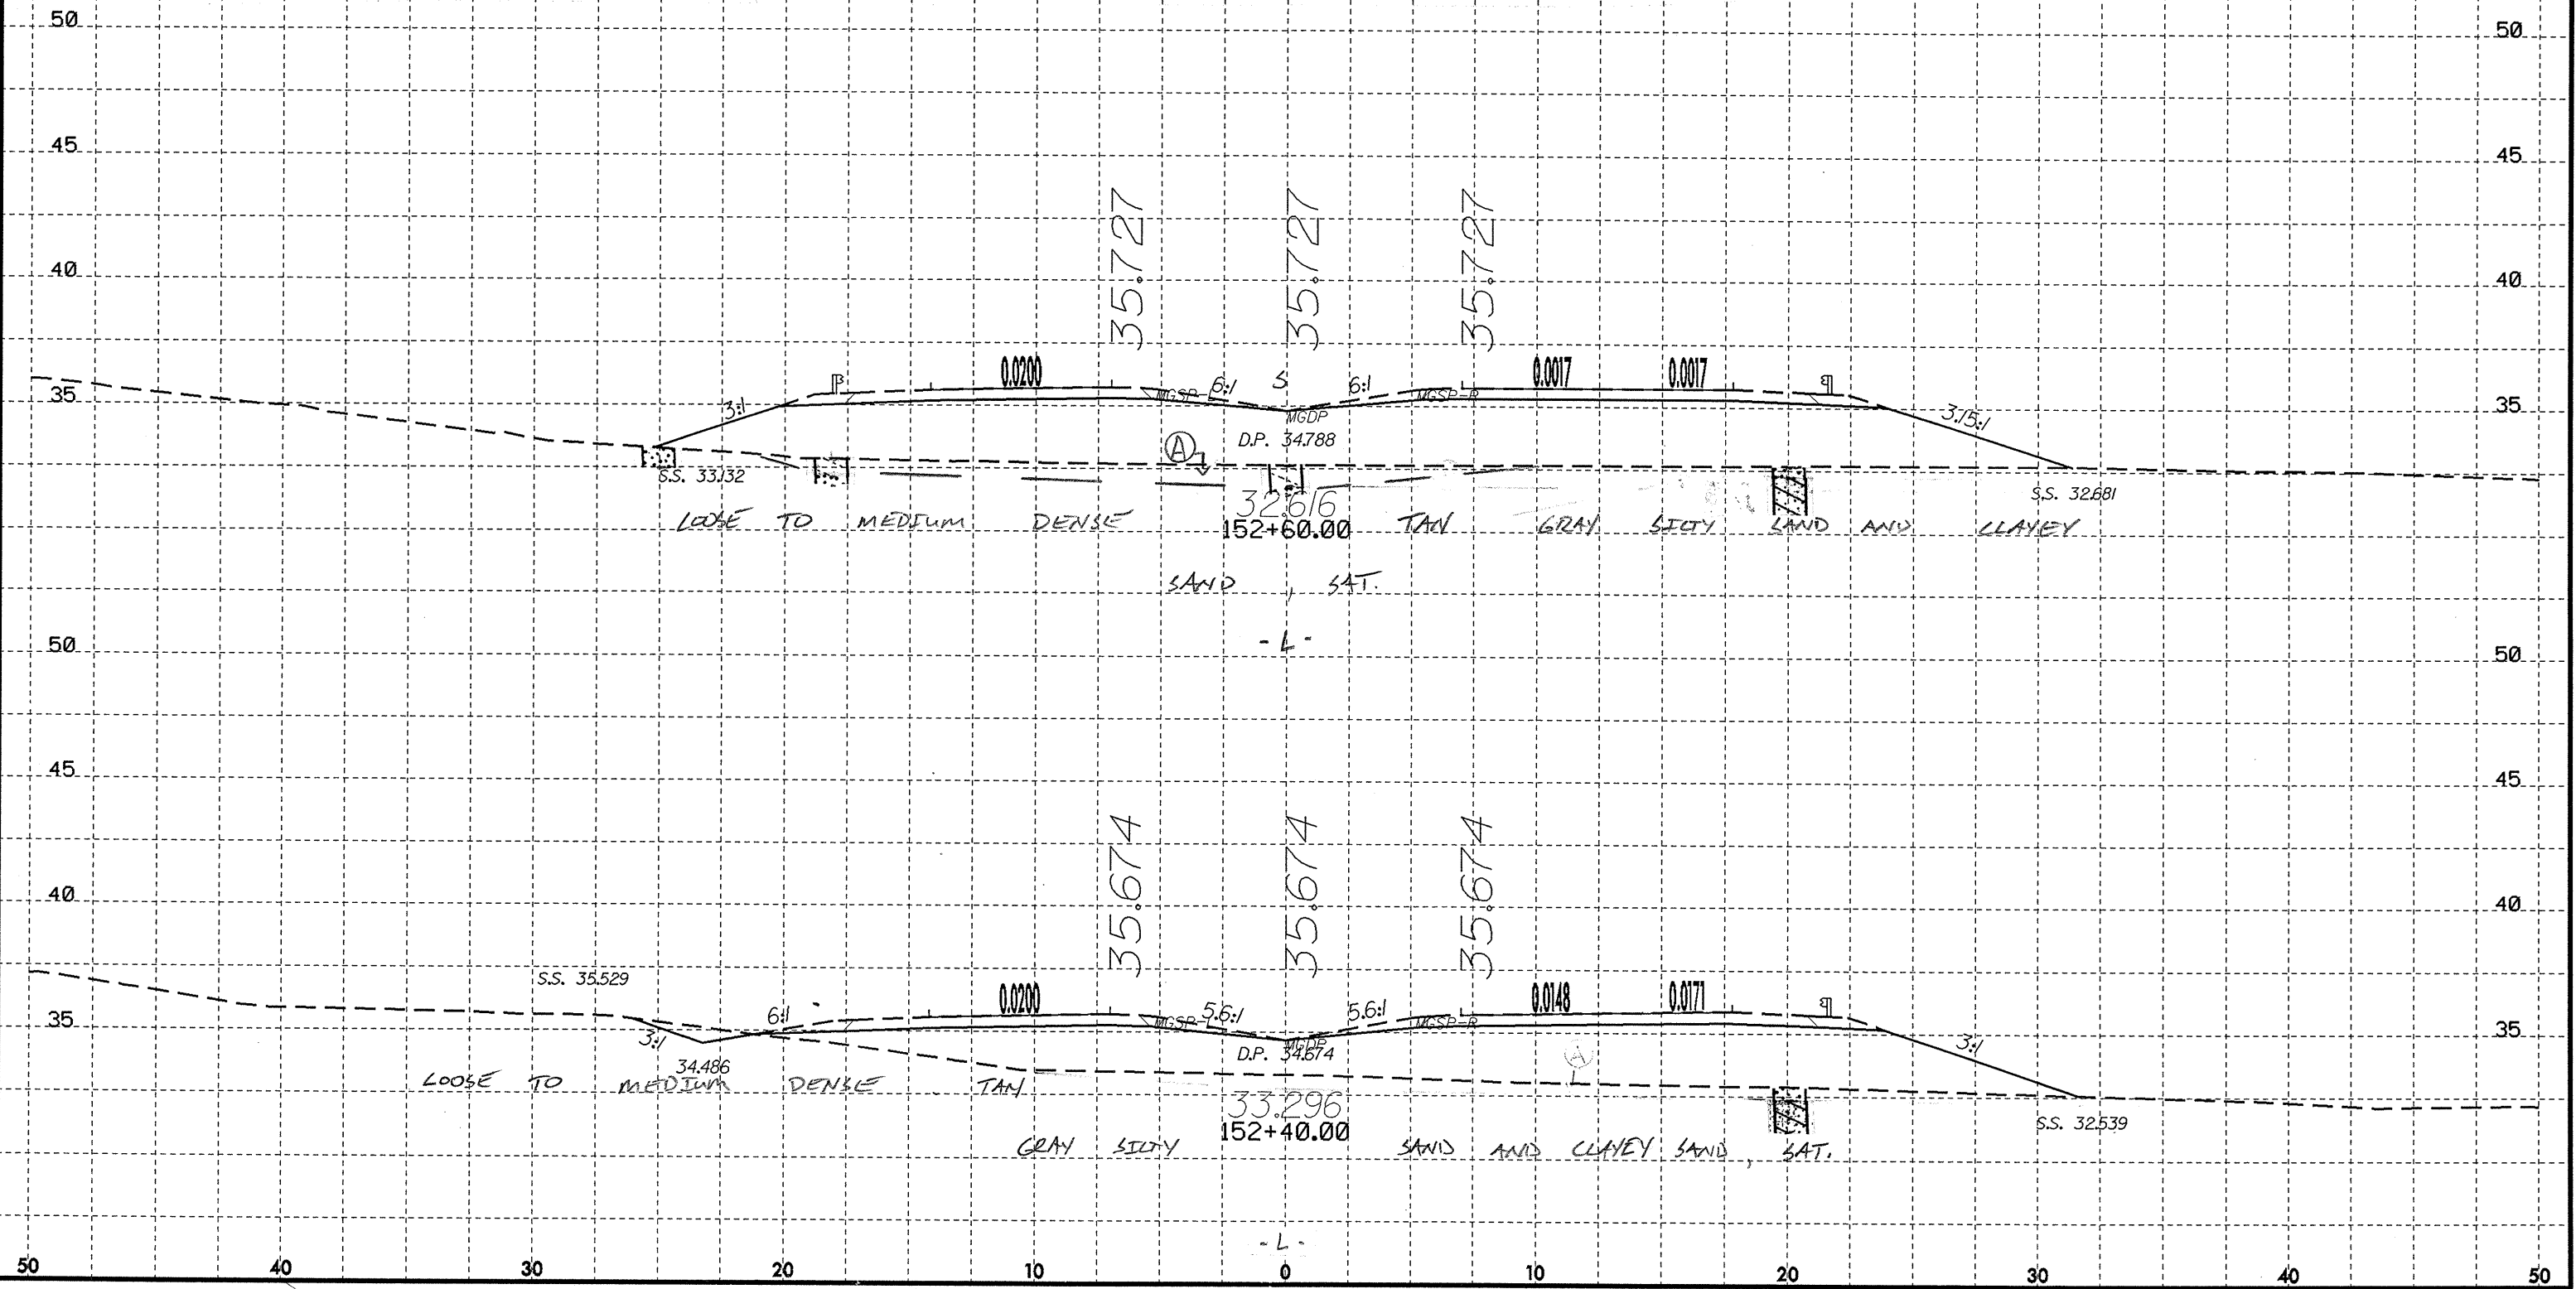 50 50
45 45
35.727 35.727 35.727
40 40
0.0200 6:1 S 6:1 0.0017 0.0017
35 3:1 MGSP-L MGSP-R 3.15:1 35
MGDP
A D.P. 34.788
S.S. 33.132 S.S. 32.681
32.616
LOOSE TO MEDIUM DENSE TAN GRAY SILTY SAND AND CLAYEY
152+60.00
SAND , SAT.
- L -
50 50
45 45
35.674 35.674 35.674
40 40
S.S. 35.529
0.0200 0.0148 0.0171
35 6:1 5.6:1 5.6:1 35
MGSP-L MGSP-R
3:1 MGDP 3:1
34.486 D.P. 34.674 A
LOOSE TO MEDIUM DENSE TAN
33.296 S.S. 32.539
152+40.00
GRAY SILTY SAND AND CLAYEY SAND , SAT.
- L -
50 40 30 20 10 0 10 20 30 40 50